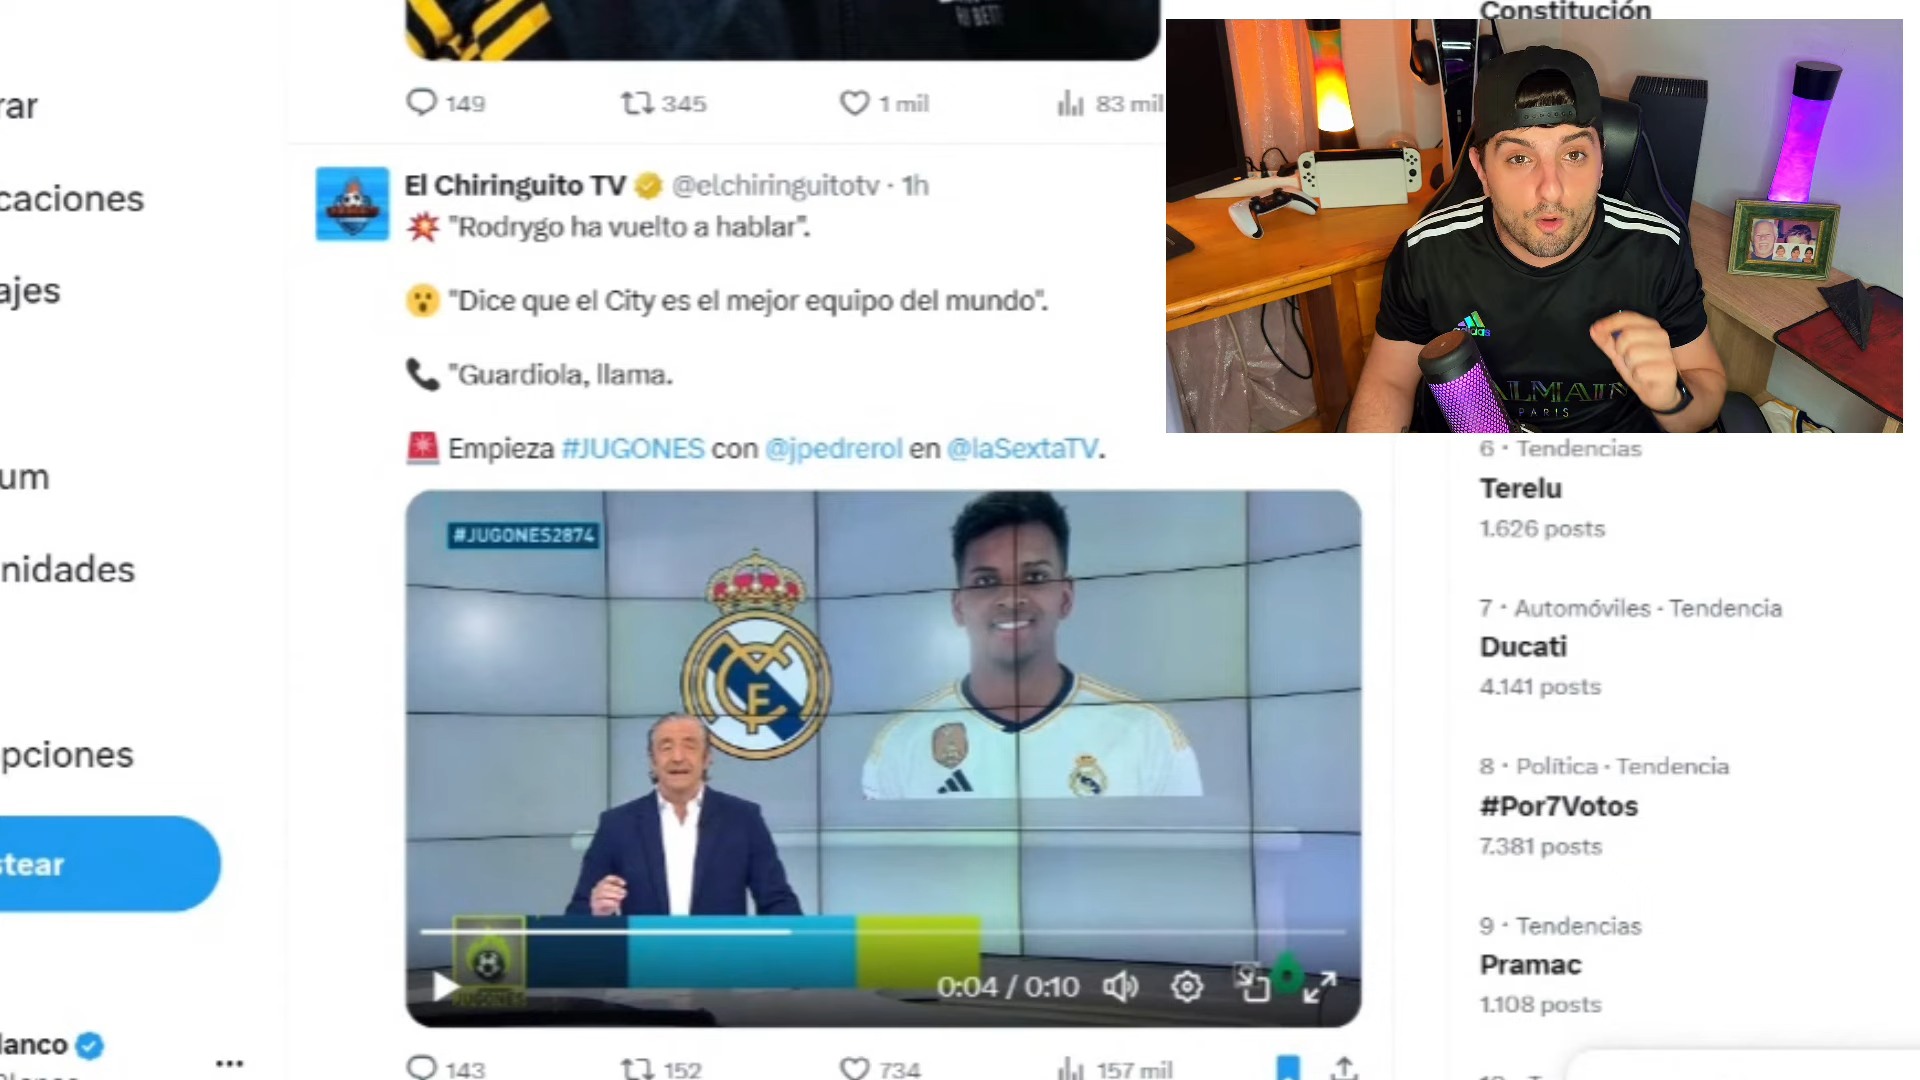 Constitución
rar
149
345
1 mil
83 mil
caciones
El Chiringuito TV @elchiringuitotv · 1h
💥 "Rodrygo ha vuelto a hablar".
ajes
😮 "Dice que el City es el mejor equipo del mundo".
📞 "Guardiola, llama.
adidas
BALMAIN
PARIS
🚨 Empieza #JUGONES con @jpedrerol en @laSextaTV.
6 · Tendencias
Terelu
1.626 posts
um
#JUGONES2874
nidades
7 · Automóviles · Tendencia
Ducati
4.141 posts
pciones
8 · Política · Tendencia
#Por7Votos
7.381 posts
stear
9 · Tendencias
Pramac
1.108 posts
JUGONES
0:04 / 0:10
lanco
143
152
734
157 mil